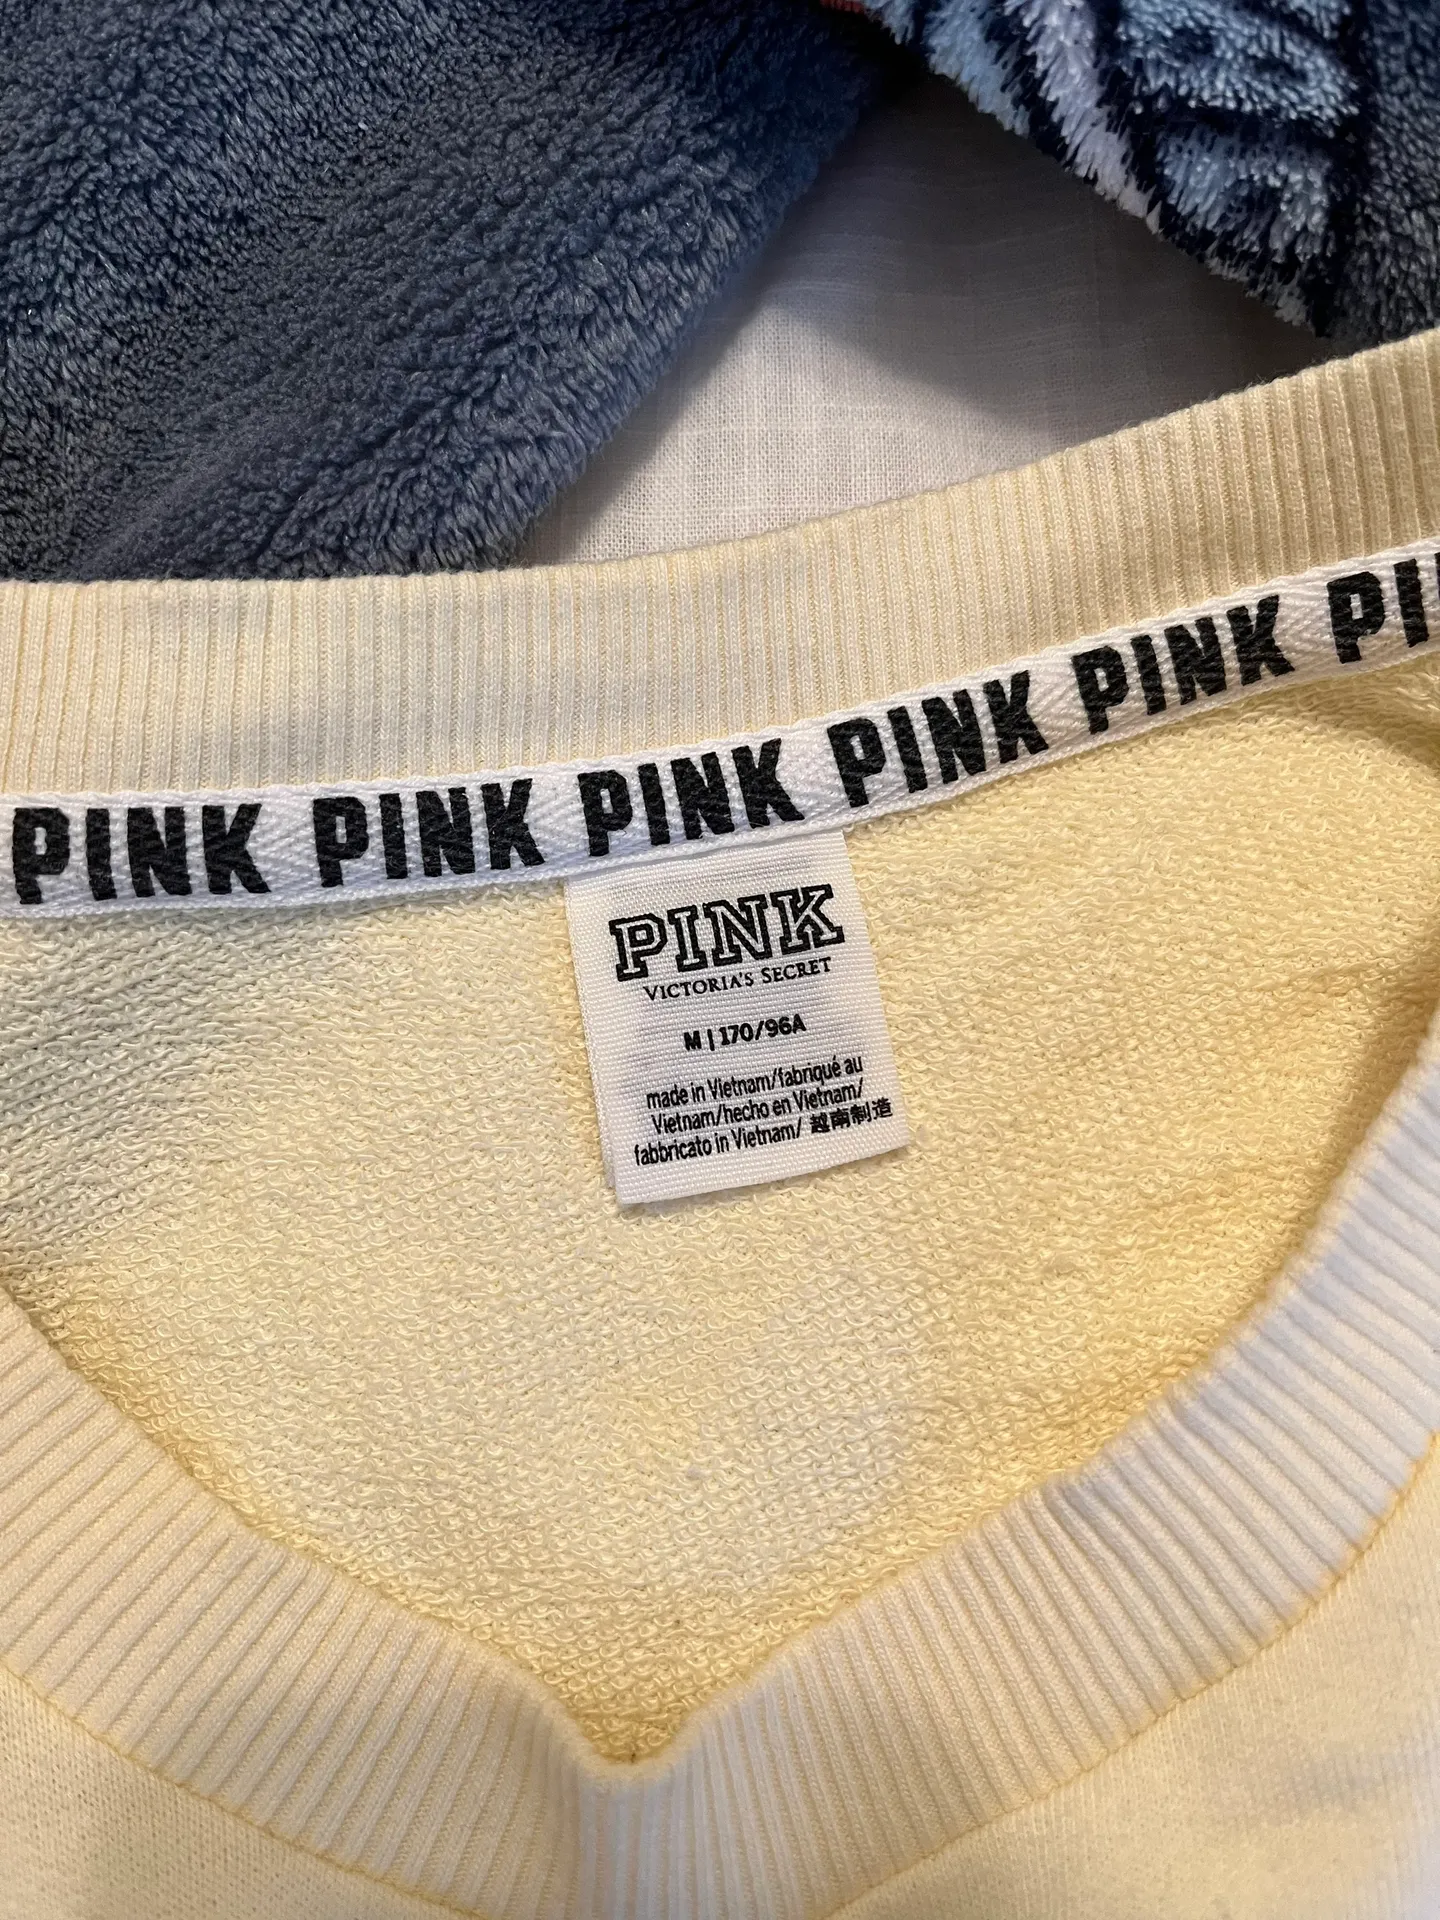 PINK PINK PINK PINK PINK PI
PINK
VICTORIA'S SECRET
M | 170/96A
made in Vietnam/fabriqué au
Vietnam/hecho en Vietnam/
fabbricato in Vietnam/ 越南制造